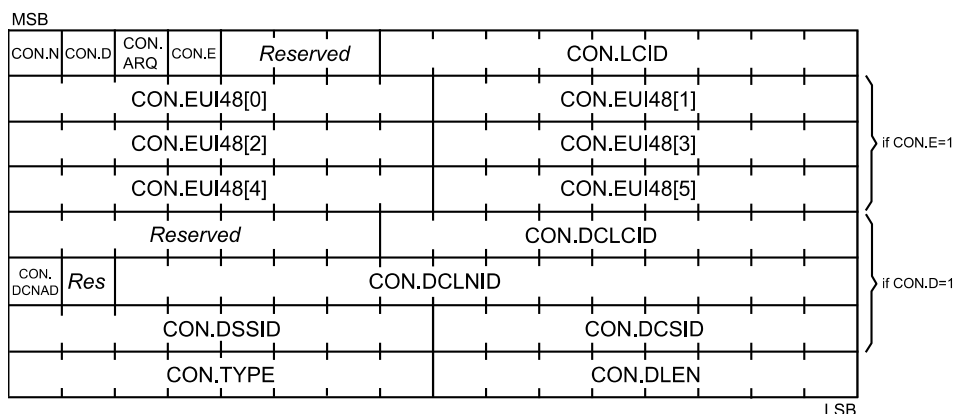 MSB
CON.N CON.D CON. ARQ CON.E Reserved CON.LCID
CON.EUI48[0] CON.EUI48[1]
CON.EUI48[2] CON.EUI48[3] if CON.E=1
CON.EUI48[4] CON.EUI48[5]
Reserved CON.DCLCID
CON. DCNAD Res CON.DCLNID if CON.D=1
CON.DSSID CON.DCSID
CON.TYPE CON.DLEN
LSB